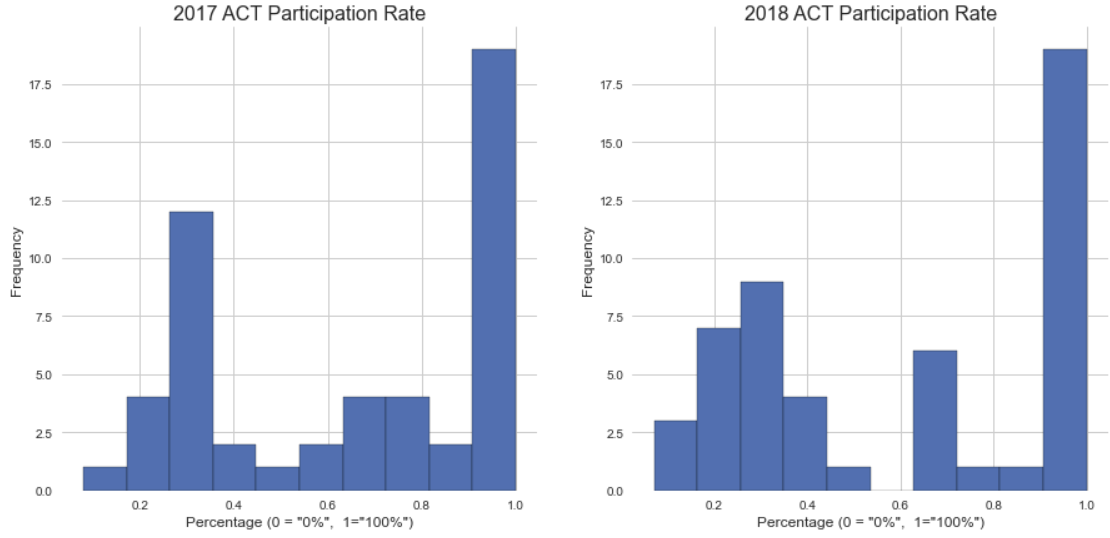 2017 ACT Participation Rate
17.5
15.0
12.5
10.0
7.5
5.0
2.5
0.0
Frequency
0.2 0.4 0.6 0.8 1.0
Percentage (0 = "0%",  1="100%")
2018 ACT Participation Rate
17.5
15.0
12.5
10.0
7.5
5.0
2.5
0.0
Frequency
0.2 0.4 0.6 0.8 1.0
Percentage (0 = "0%",  1="100%")